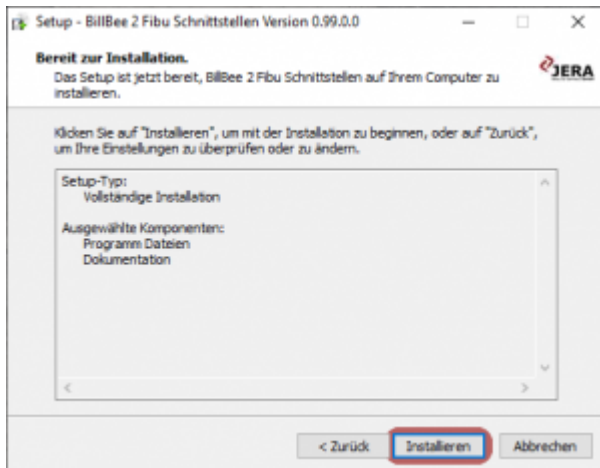 Setup - BillBee 2 Fibu Schnittstellen Version 0.99.0.0
Bereit zur Installation.
Das Setup ist jetzt bereit, BillBee 2 Fibu Schnittstellen auf Ihrem Computer zu
installieren.
JERA
Klicken Sie auf "Installieren", um mit der Installation zu beginnen, oder auf "Zurück",
um Ihre Einstellungen zu überprüfen oder zu ändern.
Setup-Typ:
Vollständige Installation
Ausgewählte Komponenten:
Programm Dateien
Dokumentation
< Zurück
Installieren
Abbrechen